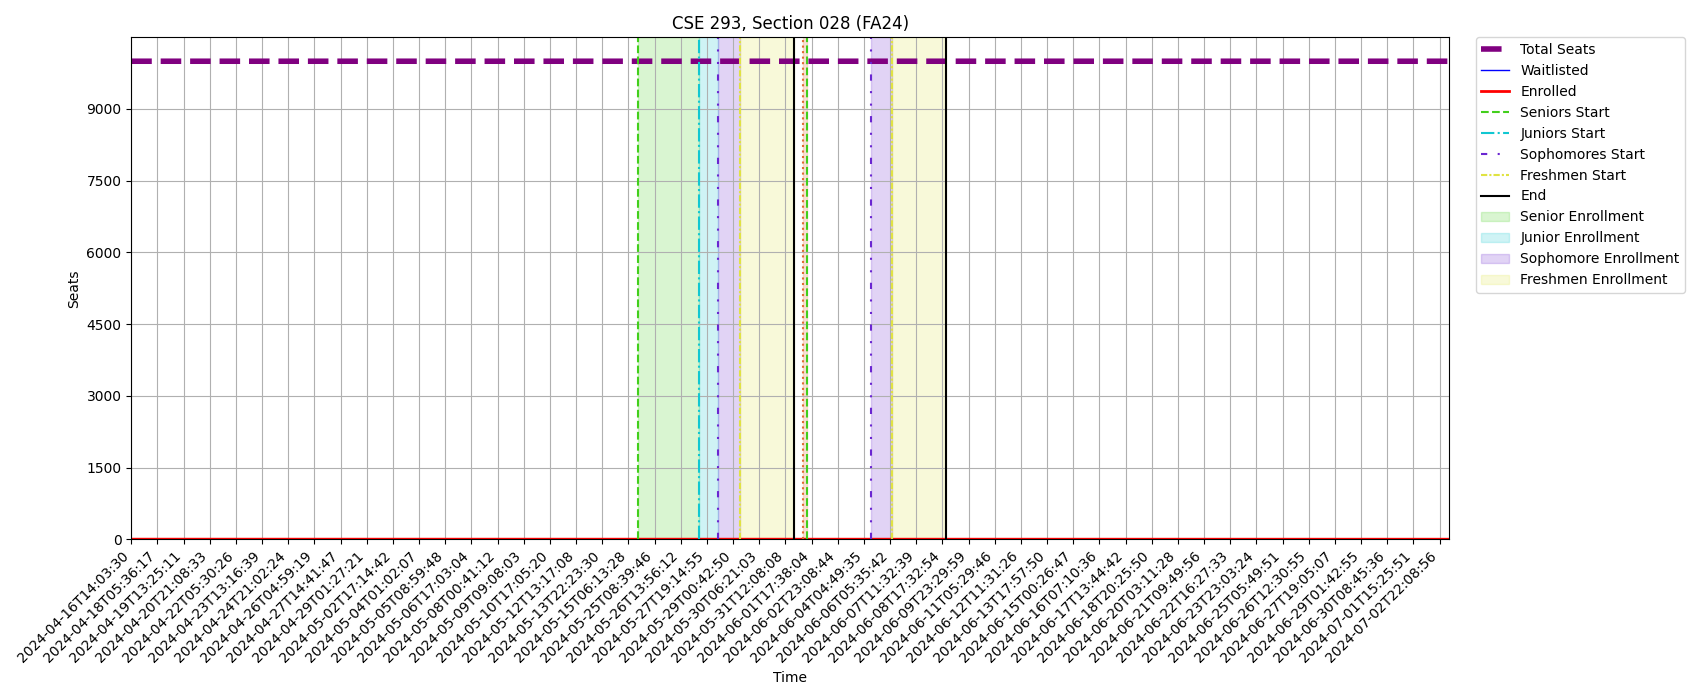 CSE 293, Section 028 (FA24)
Total Seats
Waitlisted
Enrolled
Seniors Start
Juniors Start
Sophomores Start
Freshmen Start
End
Senior Enrollment
Junior Enrollment
Sophomore Enrollment
Freshmen Enrollment
Seats
9000
7500
6000
4500
3000
1500
0
2024-04-16T14:03:30
2024-04-18T05:36:17
2024-04-19T13:25:11
2024-04-20T21:08:33
2024-04-22T05:30:26
2024-04-23T13:16:39
2024-04-24T21:02:24
2024-04-26T04:59:19
2024-04-27T14:41:47
2024-04-29T01:27:21
2024-05-02T17:14:42
2024-05-04T01:02:07
2024-05-05T08:59:48
2024-05-06T17:03:04
2024-05-08T00:41:12
2024-05-09T09:08:03
2024-05-10T17:05:20
2024-05-12T13:17:08
2024-05-13T22:23:30
2024-05-15T06:13:28
2024-05-25T08:39:46
2024-05-26T13:56:12
2024-05-27T19:14:55
2024-05-29T00:42:50
2024-05-30T06:21:03
2024-05-31T12:08:08
2024-06-01T17:38:04
2024-06-02T23:08:44
2024-06-04T04:49:35
2024-06-06T05:35:42
2024-06-07T11:32:39
2024-06-08T17:32:54
2024-06-09T23:29:59
2024-06-11T05:29:46
2024-06-12T11:31:26
2024-06-13T17:57:50
2024-06-15T00:26:47
2024-06-16T07:10:36
2024-06-17T13:44:42
2024-06-18T20:25:50
2024-06-20T03:11:28
2024-06-21T09:49:56
2024-06-22T16:27:33
2024-06-23T23:03:24
2024-06-25T05:49:51
2024-06-26T12:30:55
2024-06-27T19:05:07
2024-06-29T01:42:55
2024-06-30T08:45:36
2024-07-01T15:25:51
2024-07-02T22:08:56
Time